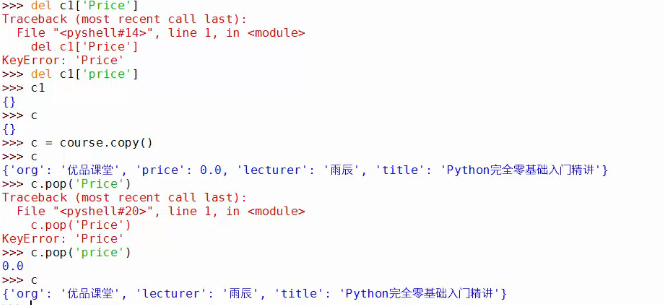 >>> del c1['Price']
Traceback (most recent call last):
  File "<pyshell#14>", line 1, in <module>
    del c1['Price']
KeyError: 'Price'
>>> del c1['price']
>>> c1
{}
>>> c
{}
>>> c = course.copy()
>>> c
{'org': '优品课堂', 'price': 0.0, 'lecturer': '雨辰', 'title': 'Python完全零基础入门精讲'}
>>> c.pop('Price')
Traceback (most recent call last):
  File "<pyshell#20>", line 1, in <module>
    c.pop('Price')
KeyError: 'Price'
>>> c.pop('price')
0.0
>>> c
{'org': '优品课堂', 'lecturer': '雨辰', 'title': 'Python完全零基础入门精讲'}